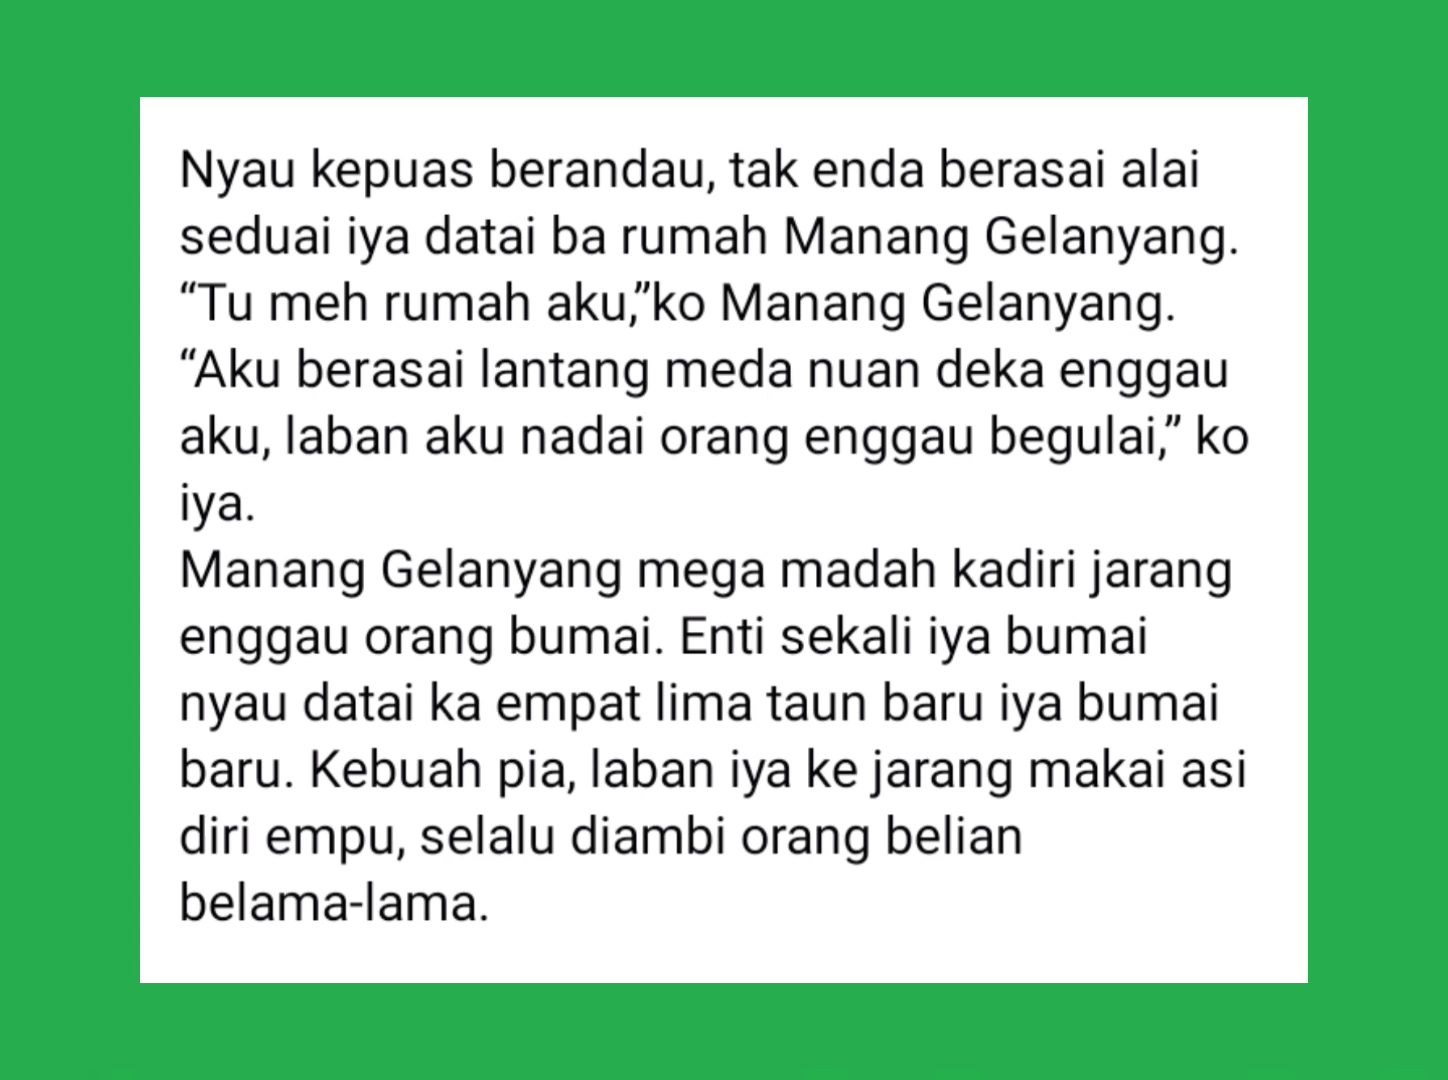 Nyau kepuas berandau, tak enda berasai alai
seduai iya datai ba rumah Manang Gelanyang.
“Tu meh rumah aku,”ko Manang Gelanyang.
“Aku berasai lantang meda nuan deka enggau
aku, laban aku nadai orang enggau begulai,” ko
iya.
Manang Gelanyang mega madah kadiri jarang
enggau orang bumai. Enti sekali iya bumai
nyau datai ka empat lima taun baru iya bumai
baru. Kebuah pia, laban iya ke jarang makai asi
diri empu, selalu diambi orang belian
belama-lama.